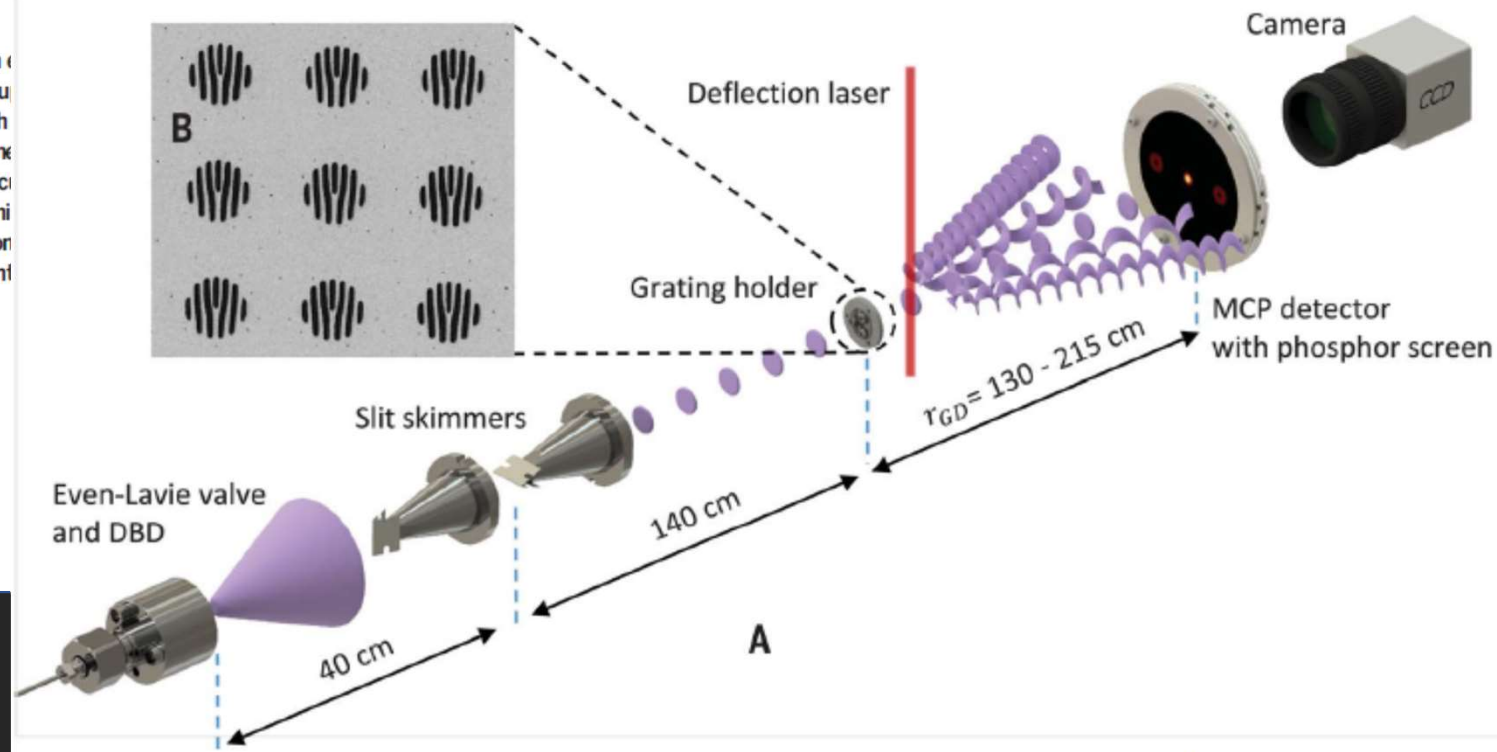 Camera
CCD
Deflection laser
B
Grating holder
MCP detector
with phosphor screen
r_GD = 130 - 215 cm
Slit skimmers
Even-Lavie valve
and DBD
140 cm
A
40 cm